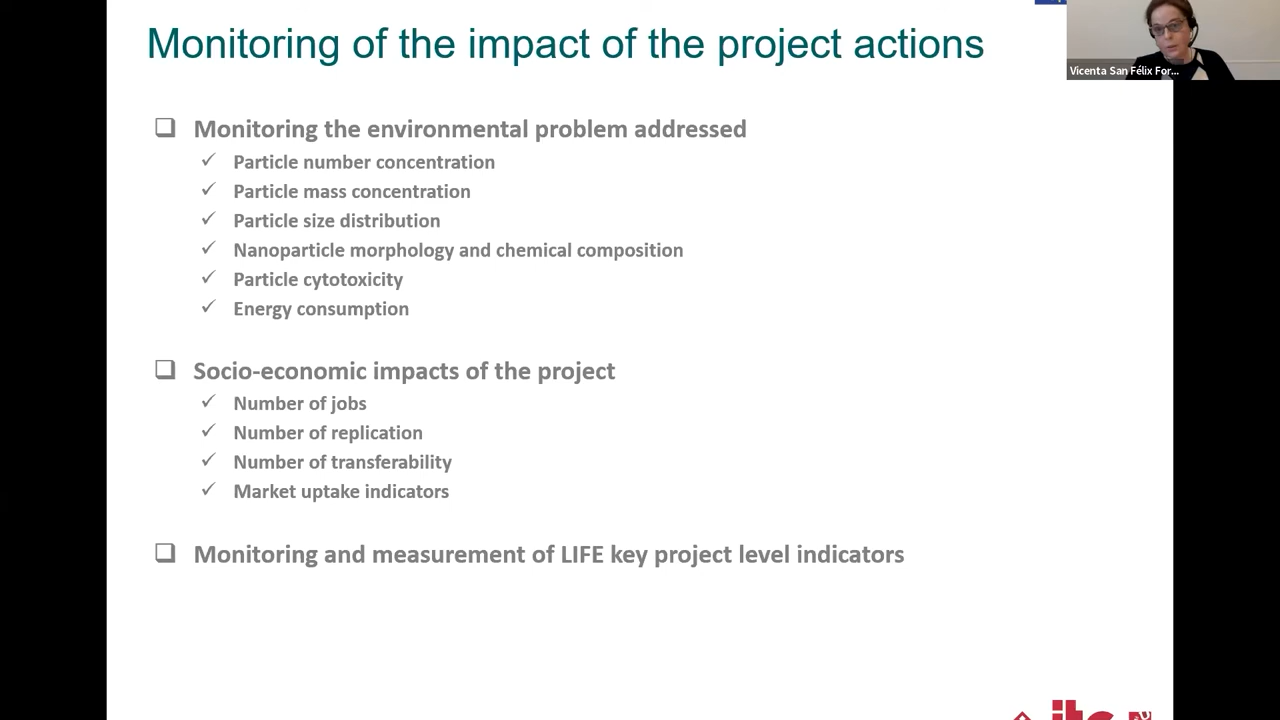 Monitoring of the impact of the project actions
Vicenta San Félix For...
Monitoring the environmental problem addressed
Particle number concentration
Particle mass concentration
Particle size distribution
Nanoparticle morphology and chemical composition
Particle cytotoxicity
Energy consumption
Socio-economic impacts of the project
Number of jobs
Number of replication
Number of transferability
Market uptake indicators
Monitoring and measurement of LIFE key project level indicators